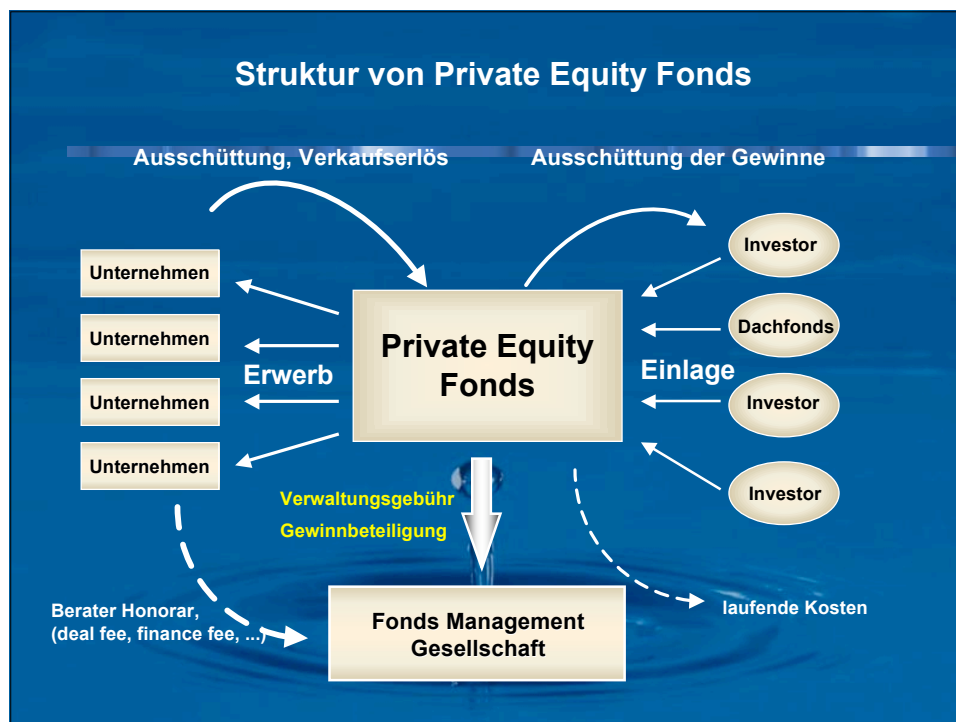 Struktur von Private Equity Fonds
Ausschüttung, Verkaufserlös
Ausschüttung der Gewinne
Unternehmen
Unternehmen
Unternehmen
Unternehmen
Erwerb
Private Equity
Fonds
Einlage
Investor
Dachfonds
Investor
Investor
Verwaltungsgebühr
Gewinnbeteiligung
Berater Honorar,
(deal fee, finance fee, ...)
Fonds Management
Gesellschaft
laufende Kosten